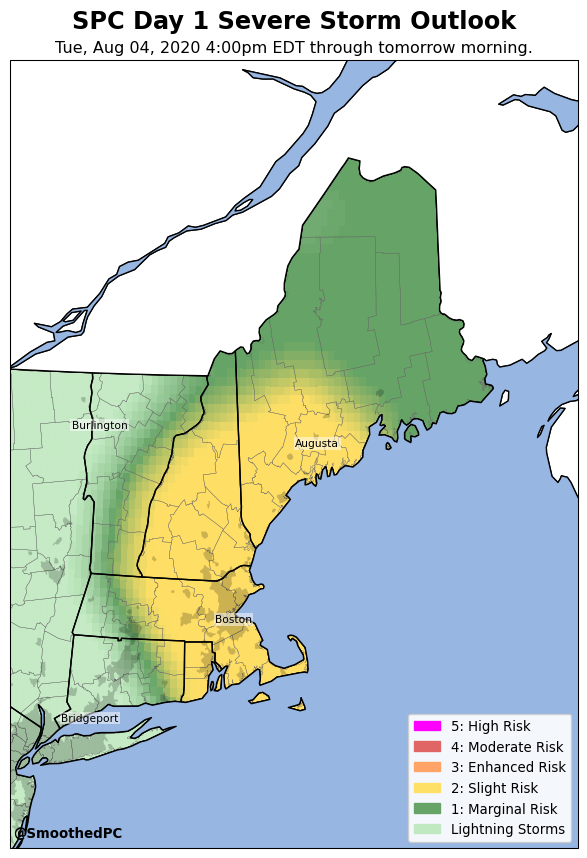 SPC Day 1 Severe Storm Outlook
Tue, Aug 04, 2020 4:00pm EDT through tomorrow morning.
Burlington
Augusta
Boston
Bridgeport
5: High Risk
4: Moderate Risk
3: Enhanced Risk
2: Slight Risk
1: Marginal Risk
Lightning Storms
©SmoothedPC